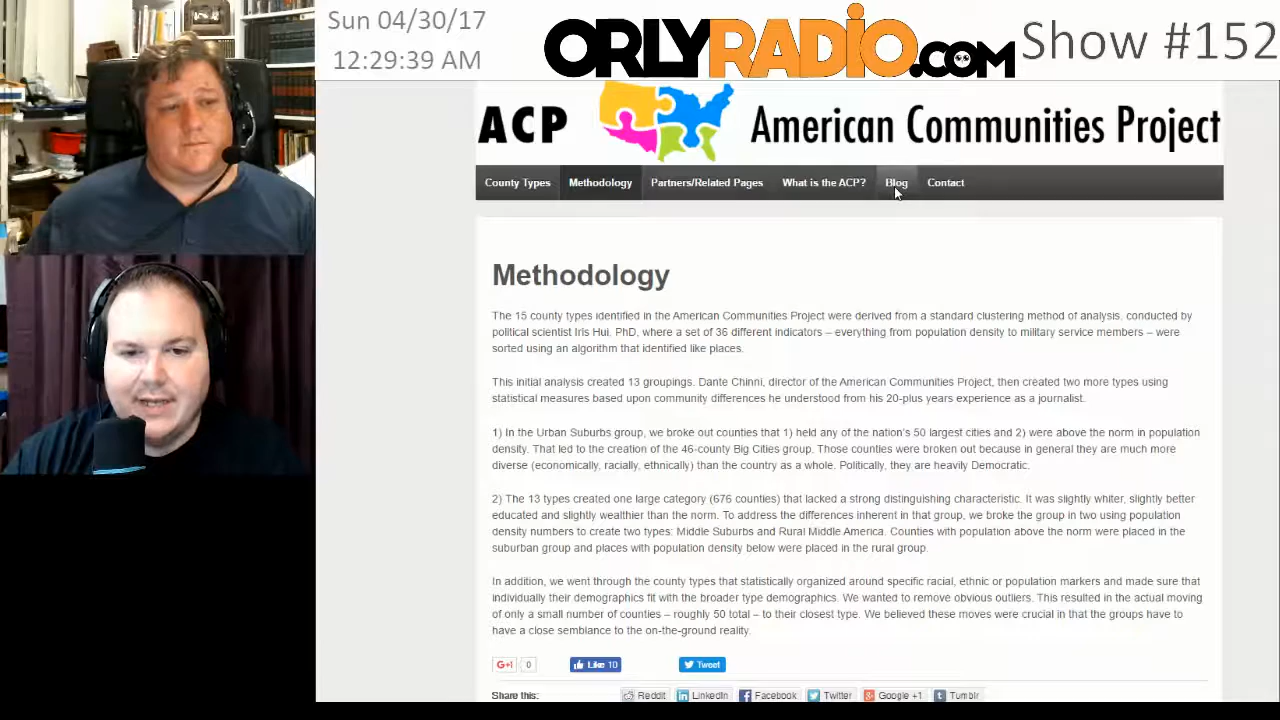 Sun 04/30/17
12:29:39 AM
ORLYRADIO.COM
Show #152
ACP American Communities Project
County Types Methodology Partners/Related Pages What is the ACP? Blog Contact
Methodology
The 15 county types identified in the American Communities Project were derived from a standard clustering method of analysis, conducted by
political scientist Iris Hui, PhD, where a set of 36 different indicators – everything from population density to military service members – were
sorted using an algorithm that identified like places.
This initial analysis created 13 groupings. Dante Chinni, director of the American Communities Project, then created two more types using
statistical measures based upon community differences he understood from his 20-plus years experience as a journalist.
1) In the Urban Suburbs group, we broke out counties that 1) held any of the nation's 50 largest cities and 2) were above the norm in population
density. That led to the creation of the 46-county Big Cities group. Those counties were broken out because in general they are much more
diverse (economically, racially, ethnically) than the country as a whole. Politically, they are heavily Democratic.
2) The 13 types created one large category (676 counties) that lacked a strong distinguishing characteristic. It was slightly whiter, slightly better
educated and slightly wealthier than the norm. To address the differences inherent in that group, we broke the group in two using population
density numbers to create two types: Middle Suburbs and Rural Middle America. Counties with population above the norm were placed in the
suburban group and places with population density below were placed in the rural group.
In addition, we went through the county types that statistically organized around specific racial, ethnic or population markers and made sure that
individually their demographics fit with the broader type demographics. We wanted to remove obvious outliers. This resulted in the actual moving
of only a small number of counties – roughly 50 total – to their closest type. We believed these moves were crucial in that the groups have to
have a close semblance to the on-the-ground reality.
G+1 0 Like 10 Tweet
Share this: Reddit LinkedIn Facebook Twitter Google +1 Tumblr